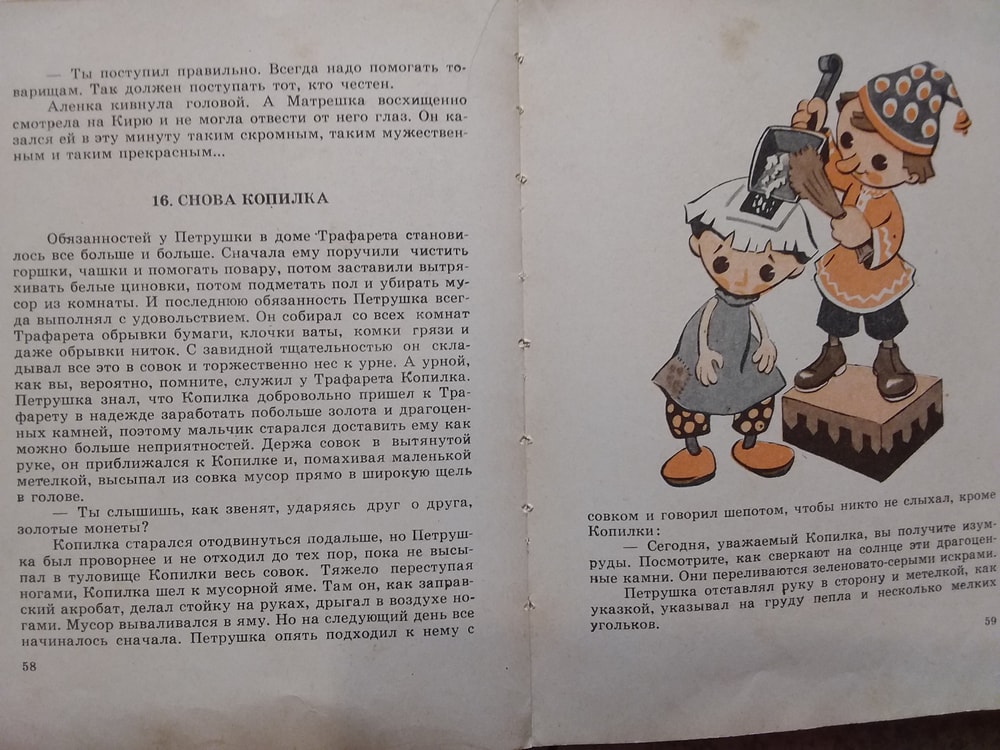 — Ты поступил правильно. Всегда надо помогать то-
варищам. Так должен поступать тот, кто честен.
Аленка кивнула головой. А Матрешка восхищенно
смотрела на Кирю и не могла отвести от него глаз. Он ка-
зался ей в эту минуту таким скромным, таким мужествен-
ным и таким прекрасным...
16. СНОВА КОПИЛКА
Обязанностей у Петрушки в доме Трафарета станови-
лось все больше и больше. Сначала ему поручили чистить
горшки, чашки и помогать повару, потом заставили вытря-
хивать белые циновки, потом подметать пол и убирать му-
сор из комнаты. И последнюю обязанность Петрушка всег-
да выполнял с удовольствием. Он собирал со всех комнат
Трафарета обрывки бумаги, клочки ваты, комки грязи и
даже обрывки ниток. С завидной тщательностью он скла-
дывал все это в совок и торжественно нес к урне. А урной,
как вы, вероятно, помните, служил у Трафарета Копилка.
Петрушка знал, что Копилка добровольно пришел к Тра-
фарету в надежде заработать побольше золота и драгоцен-
ных камней, поэтому мальчик старался доставить ему как
можно больше неприятностей. Держа совок в вытянутой
руке, он приближался к Копилке и, помахивая маленькой
метелкой, высыпал из совка мусор прямо в широкую щель
в голове.
— Ты слышишь, как звенят, ударяясь друг о друга,
золотые монеты?
Копилка старался отодвинуться подальше, но Петруш-
ка был проворнее и не отходил до тех пор, пока не высы-
пал в туловище Копилки весь совок. Тяжело переступая
ногами, Копилка шел к мусорной яме. Там он, как заправ-
ский акробат, делал стойку на руках, дрыгал в воздухе но-
гами. Мусор вываливался в яму. Но на следующий день все
начиналось сначала. Петрушка опять подходил к нему с
58
совком и говорил шепотом, чтобы никто не слыхал, кроме
Копилки:
— Сегодня, уважаемый Копилка, вы получите изум-
руды. Посмотрите, как сверкают на солнце эти драгоцен-
ные камни. Они переливаются зеленовато-серыми искрами.
Петрушка отставлял руку в сторону и метелкой, как
указкой, указывал на груду пепла и несколько мелких
угольков.
59